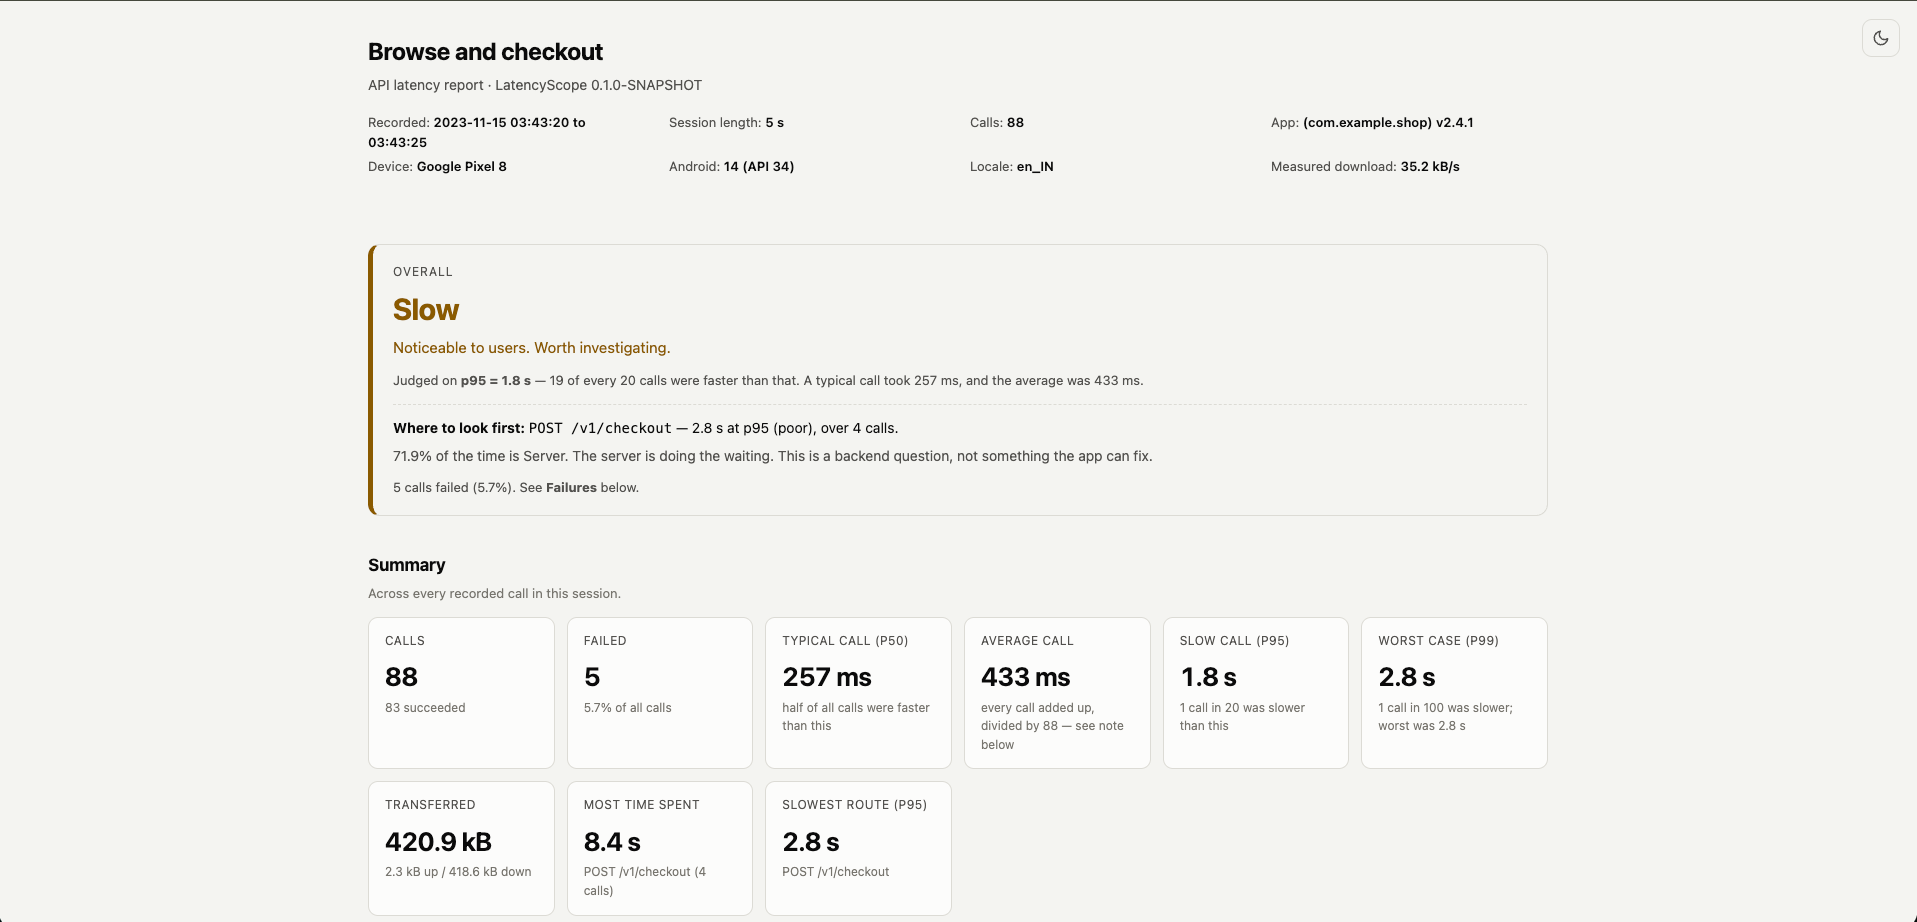 Browse and checkout
API latency report · LatencyScope 0.1.0-SNAPSHOT
Recorded: 2023-11-15 03:43:20 to
03:43:25
Session length: 5 s
Calls: 88
App: (com.example.shop) v2.4.1
Device: Google Pixel 8
Android: 14 (API 34)
Locale: en_IN
Measured download: 35.2 kB/s
OVERALL
Slow
Noticeable to users. Worth investigating.
Judged on p95 = 1.8 s — 19 of every 20 calls were faster than that. A typical call took 257 ms, and the average was 433 ms.
Where to look first: POST /v1/checkout — 2.8 s at p95 (poor), over 4 calls.
71.9% of the time is Server. The server is doing the waiting. This is a backend question, not something the app can fix.
5 calls failed (5.7%). See Failures below.
Summary
Across every recorded call in this session.
CALLS
88
83 succeeded
FAILED
5
5.7% of all calls
TYPICAL CALL (P50)
257 ms
half of all calls were faster
than this
AVERAGE CALL
433 ms
every call added up,
divided by 88 — see note
below
SLOW CALL (P95)
1.8 s
1 call in 20 was slower
than this
WORST CASE (P99)
2.8 s
1 call in 100 was slower;
worst was 2.8 s
TRANSFERRED
420.9 kB
2.3 kB up / 418.6 kB down
MOST TIME SPENT
8.4 s
POST /v1/checkout (4
calls)
SLOWEST ROUTE (P95)
2.8 s
POST /v1/checkout